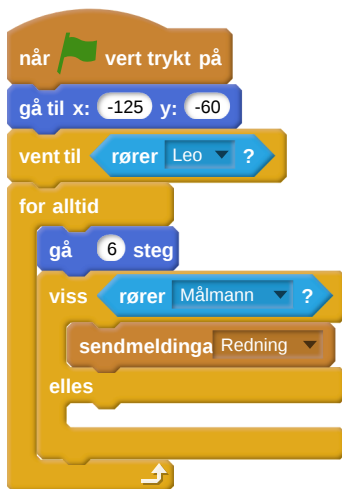 når vert trykt på
gå til x: -125 y: -60
vent til rører Leo ?
for alltid
gå 6 steg
viss rører Målmann ?
sendmeldinga Redning
elles